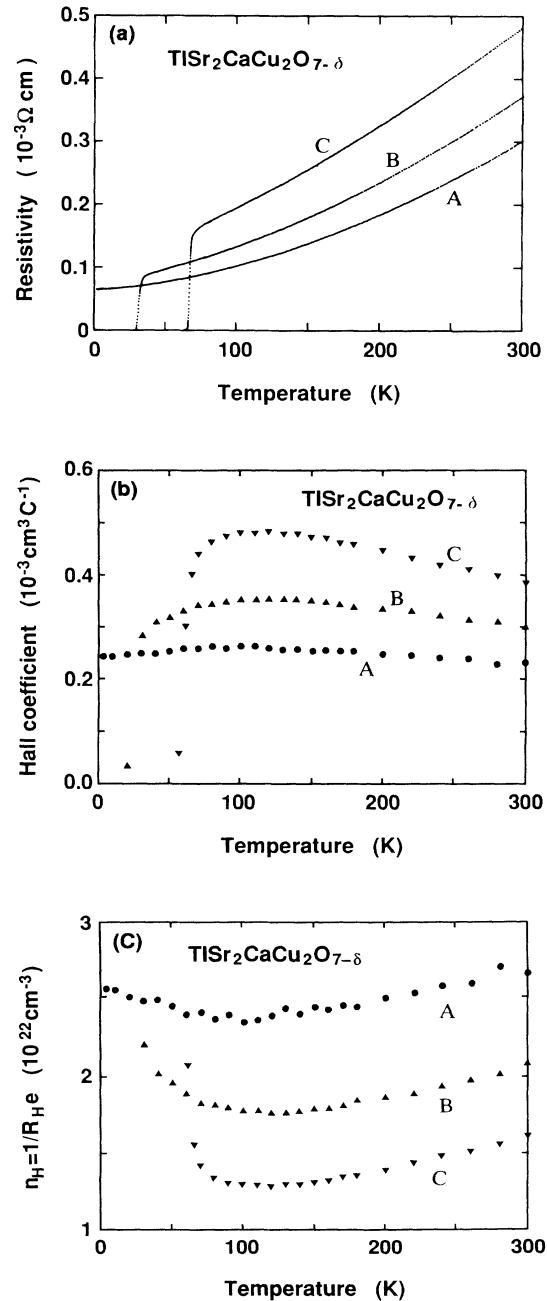 (a)
TlSr2CaCu2O7-δ
Resistivity (10-3Ω cm)
0.5
0.4
0.3
0.2
0.1
0
C
B
A
0 100 200 300
Temperature (K)
(b)
TlSr2CaCu2O7-δ
Hall coefficient (10-3cm3C-1)
0.6
0.4
0.2
0.0
C
B
A
0 100 200 300
Temperature (K)
(C)
TlSr2CaCu2O7-δ
nH=1/RHe (1022cm-3)
3
2
1
A
B
C
0 100 200 300
Temperature (K)